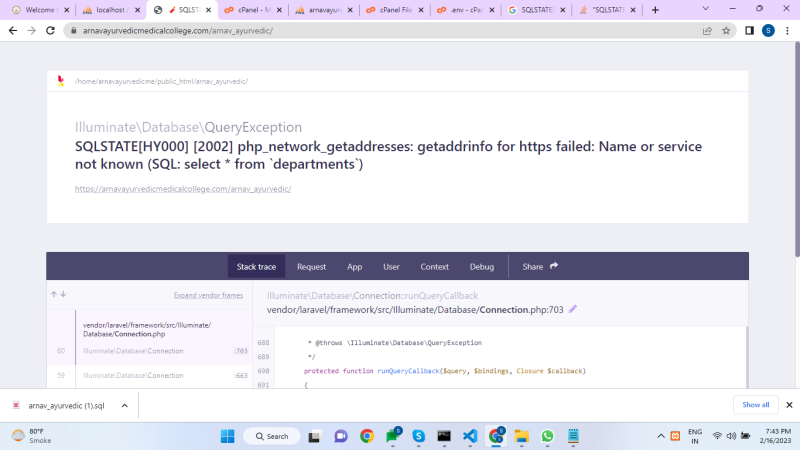 Welcome t
localhost /
SQLSTA
cPanel - M
arnavayun
cPanel File
.env - cPan
SQLSTATE[
"SQLSTATE
arnavayurvedicmedicalcollege.com/arnav_ayurvedic/
S
/home/arnavayurvedicme/public_html/arnav_ayurvedic/
Illuminate\Database\QueryException
SQLSTATE[HY000] [2002] php_network_getaddresses: getaddrinfo for https failed: Name or service
not known (SQL: select * from `departments`)
https://arnavayurvedicmedicalcollege.com/arnav_ayurvedic/
Stack trace Request App User Context Debug Share
Expand vendor frames
Illuminate\Database\Connection::runQueryCallback
vendor/laravel/framework/src/Illuminate/Database/Connection.php:703
vendor/laravel/framework/src/Illuminate/
Database/Connection.php
60 Illuminate\Database\Connection :703
59 Illuminate\Database\Connection :663
688 * @throws \Illuminate\Database\QueryException
689 */
690 protected function runQueryCallback($query, $bindings, Closure $callback)
691 {
arnav_ayurvedic (1).sql
Show all
80°F
Smoke
Search
ENG
IN
7:43 PM
2/16/2023